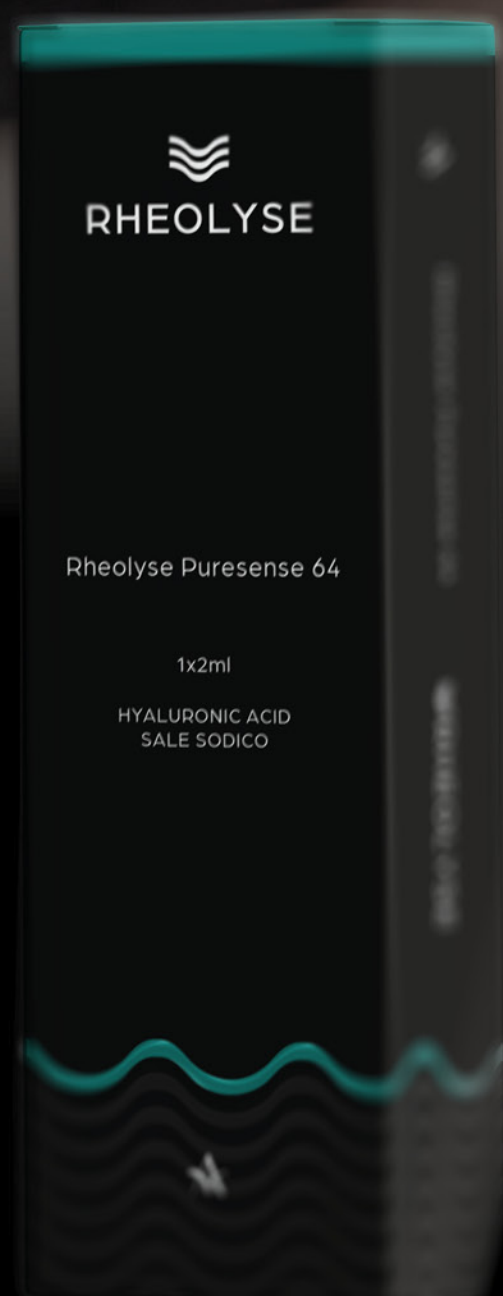 RHEOLYSE
Rheolyse Puresense 64
1x2ml
HYALURONIC ACID
SALE SODICO